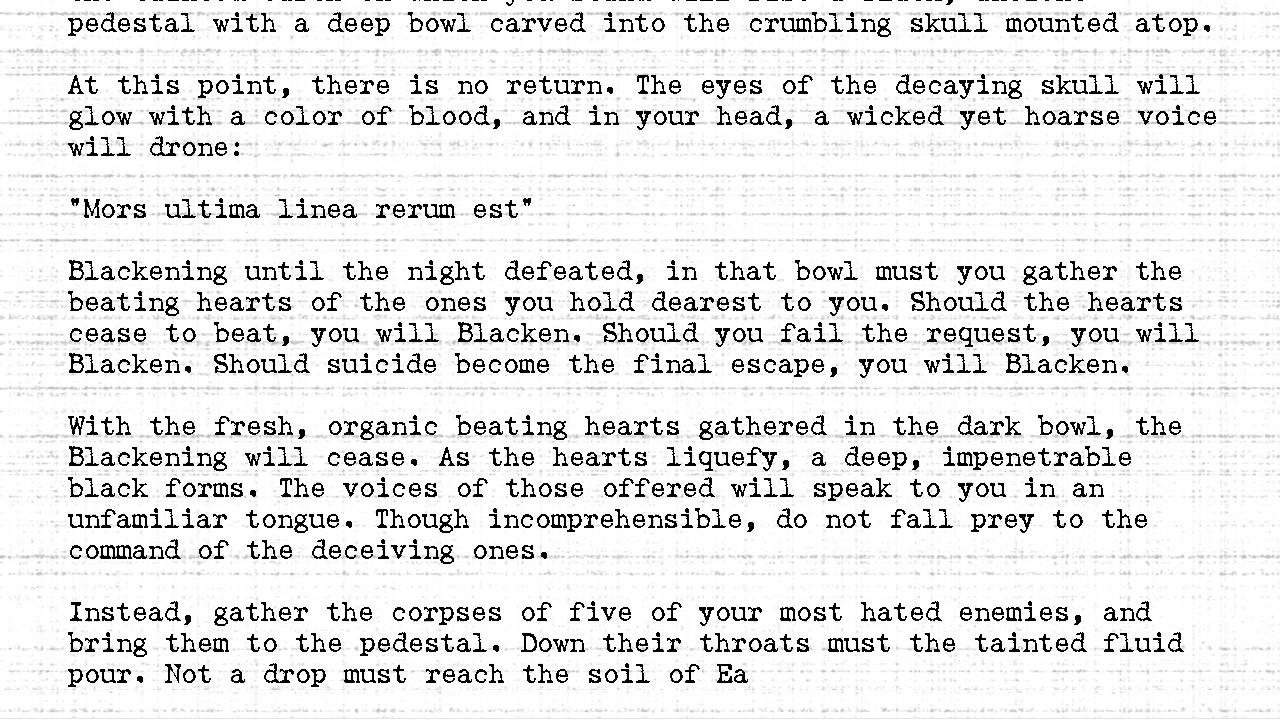 pedestal with a deep bowl carved into the crumbling skull mounted atop.
At this point, there is no return. The eyes of the decaying skull will
glow with a color of blood, and in your head, a wicked yet hoarse voice
will drone:
"Mors ultima linea rerum est"
Blackening until the night defeated, in that bowl must you gather the
beating hearts of the ones you hold dearest to you. Should the hearts
cease to beat, you will Blacken. Should you fail the request, you will
Blacken. Should suicide become the final escape, you will Blacken.
With the fresh, organic beating hearts gathered in the dark bowl, the
Blackening will cease. As the hearts liquefy, a deep, impenetrable
black forms. The voices of those offered will speak to you in an
unfamiliar tongue. Though incomprehensible, do not fall prey to the
command of the deceiving ones.
Instead, gather the corpses of five of your most hated enemies, and
bring them to the pedestal. Down their throats must the tainted fluid
pour. Not a drop must reach the soil of Ea